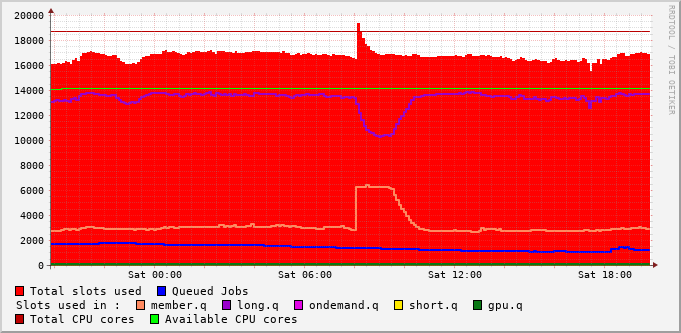 20000
18000
16000
14000
12000
10000
8000
6000
4000
2000
0
Sat 00:00 Sat 06:00 Sat 12:00 Sat 18:00
Total slots used Queued Jobs
Slots used in : member.q long.q ondemand.q short.q gpu.q
Total CPU cores Available CPU cores
RRDTOOL / TOBI OETIKER